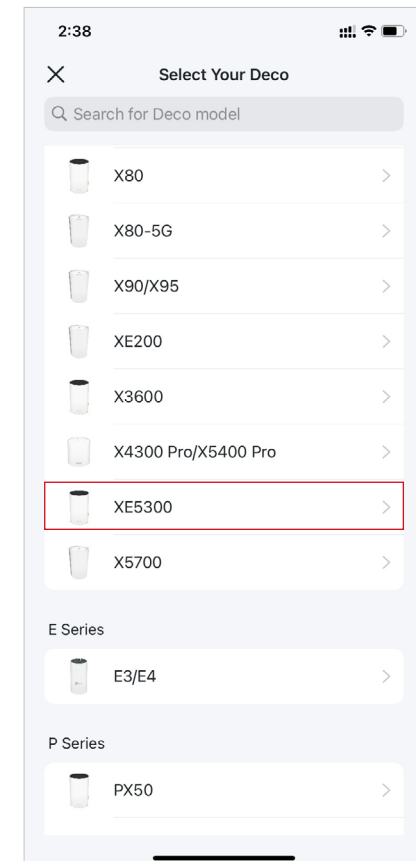 2:38
Select Your Deco
Search for Deco model
X80
X80-5G
X90/X95
XE200
X3600
X4300 Pro/X5400 Pro
XE5300
X5700
E Series
E3/E4
P Series
PX50